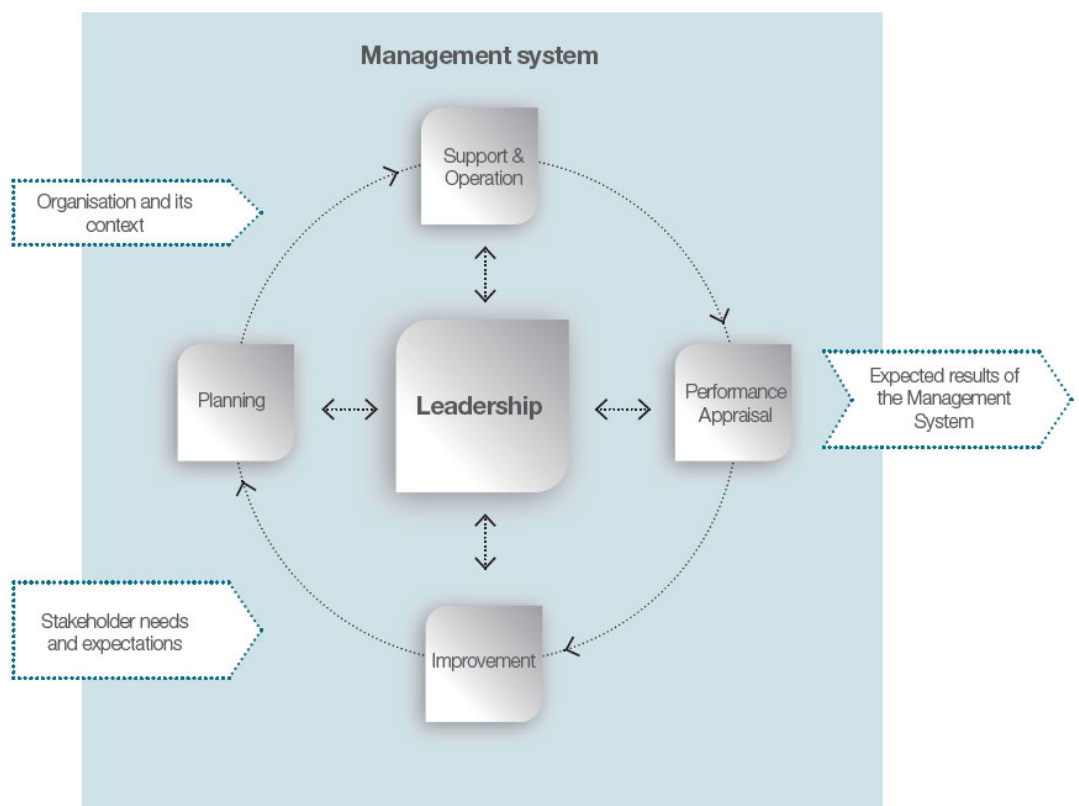 Management system
Support &
Operation
Organisation and its
context
Planning
Leadership
Performance
Appraisal
Expected results of
the Management
System
Stakeholder needs
and expectations
Improvement